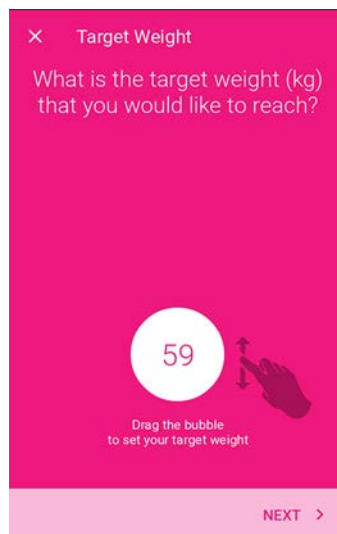 Target Weight
What is the target weight (kg)
that you would like to reach?
59
Drag the bubble
to set your target weight
NEXT